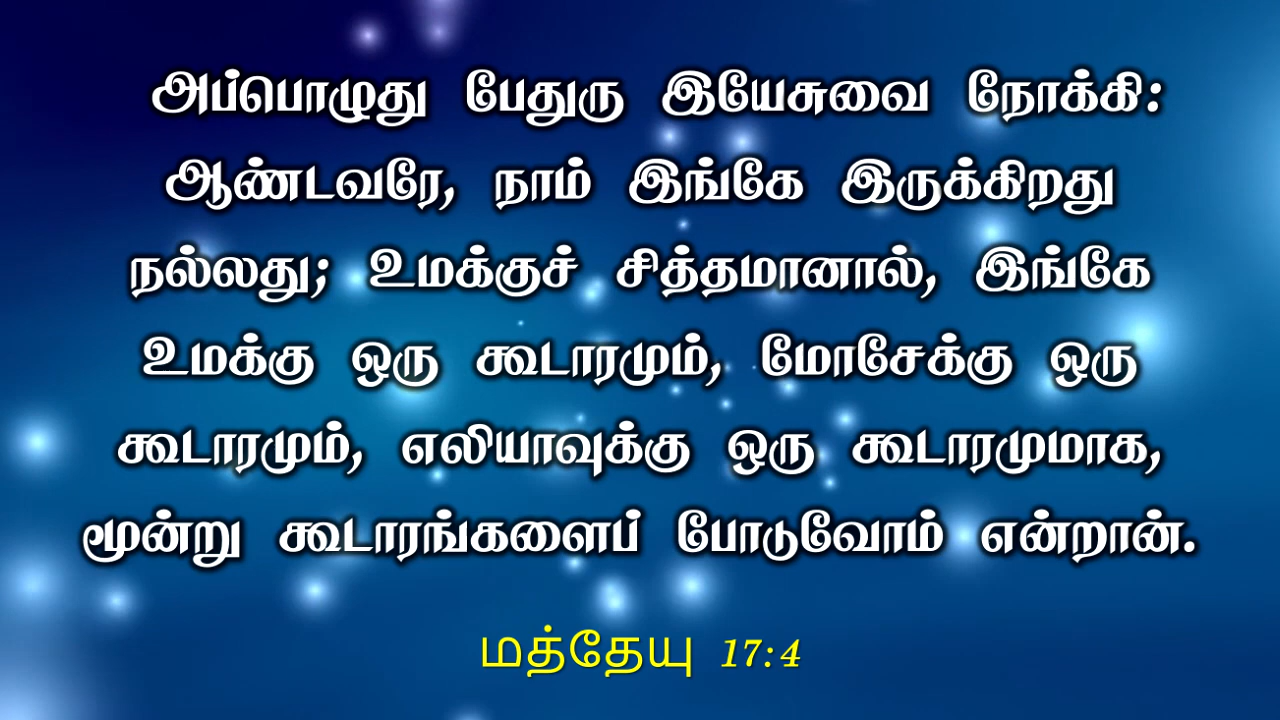 அப்பொழுது பேதுரு இயேசுவை நோக்கி:
ஆண்டவரே, நாம் இங்கே இருக்கிறது
நல்லது; உமக்குச் சித்தமானால், இங்கே
உமக்கு ஒரு கூடாரமும், மோசேக்கு ஒரு
கூடாரமும், எலியாவுக்கு ஒரு கூடாரமுமாக,
மூன்று கூடாரங்களைப் போடுவோம் என்றான்.
மத்தேயு 17:4